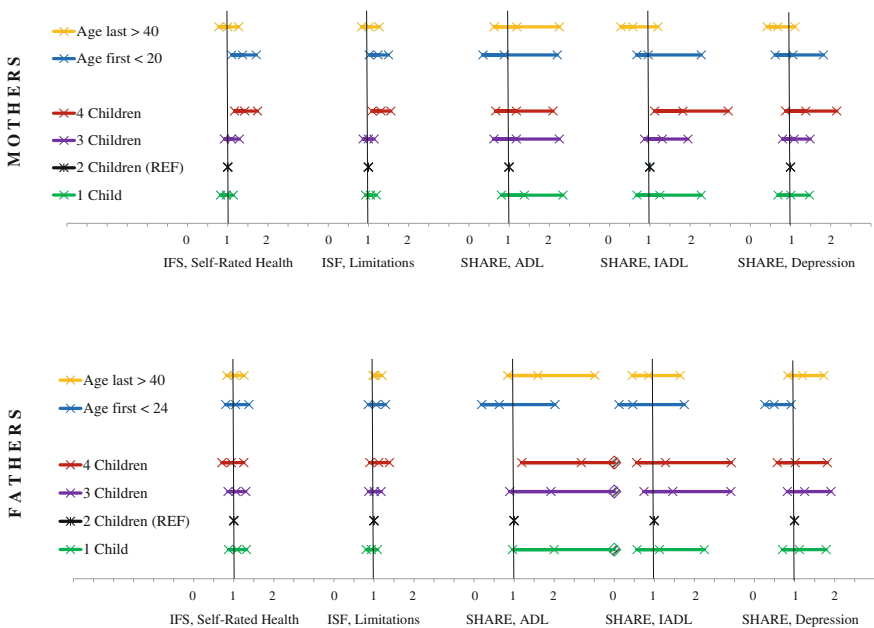 MOTHERS
Age last > 40
Age first < 20
4 Children
3 Children
2 Children (REF)
1 Child
0 1 2 0 1 2 0 1 2 0 1 2 0 1 2
IFS, Self-Rated Health ISF, Limitations SHARE, ADL SHARE, IADL SHARE, Depression
FATHERS
Age last > 40
Age first < 24
4 Children
3 Children
2 Children (REF)
1 Child
0 1 2 0 1 2 0 1 2 0 1 2 0 1 2
IFS, Self-Rated Health ISF, Limitations SHARE, ADL SHARE, IADL SHARE, Depression